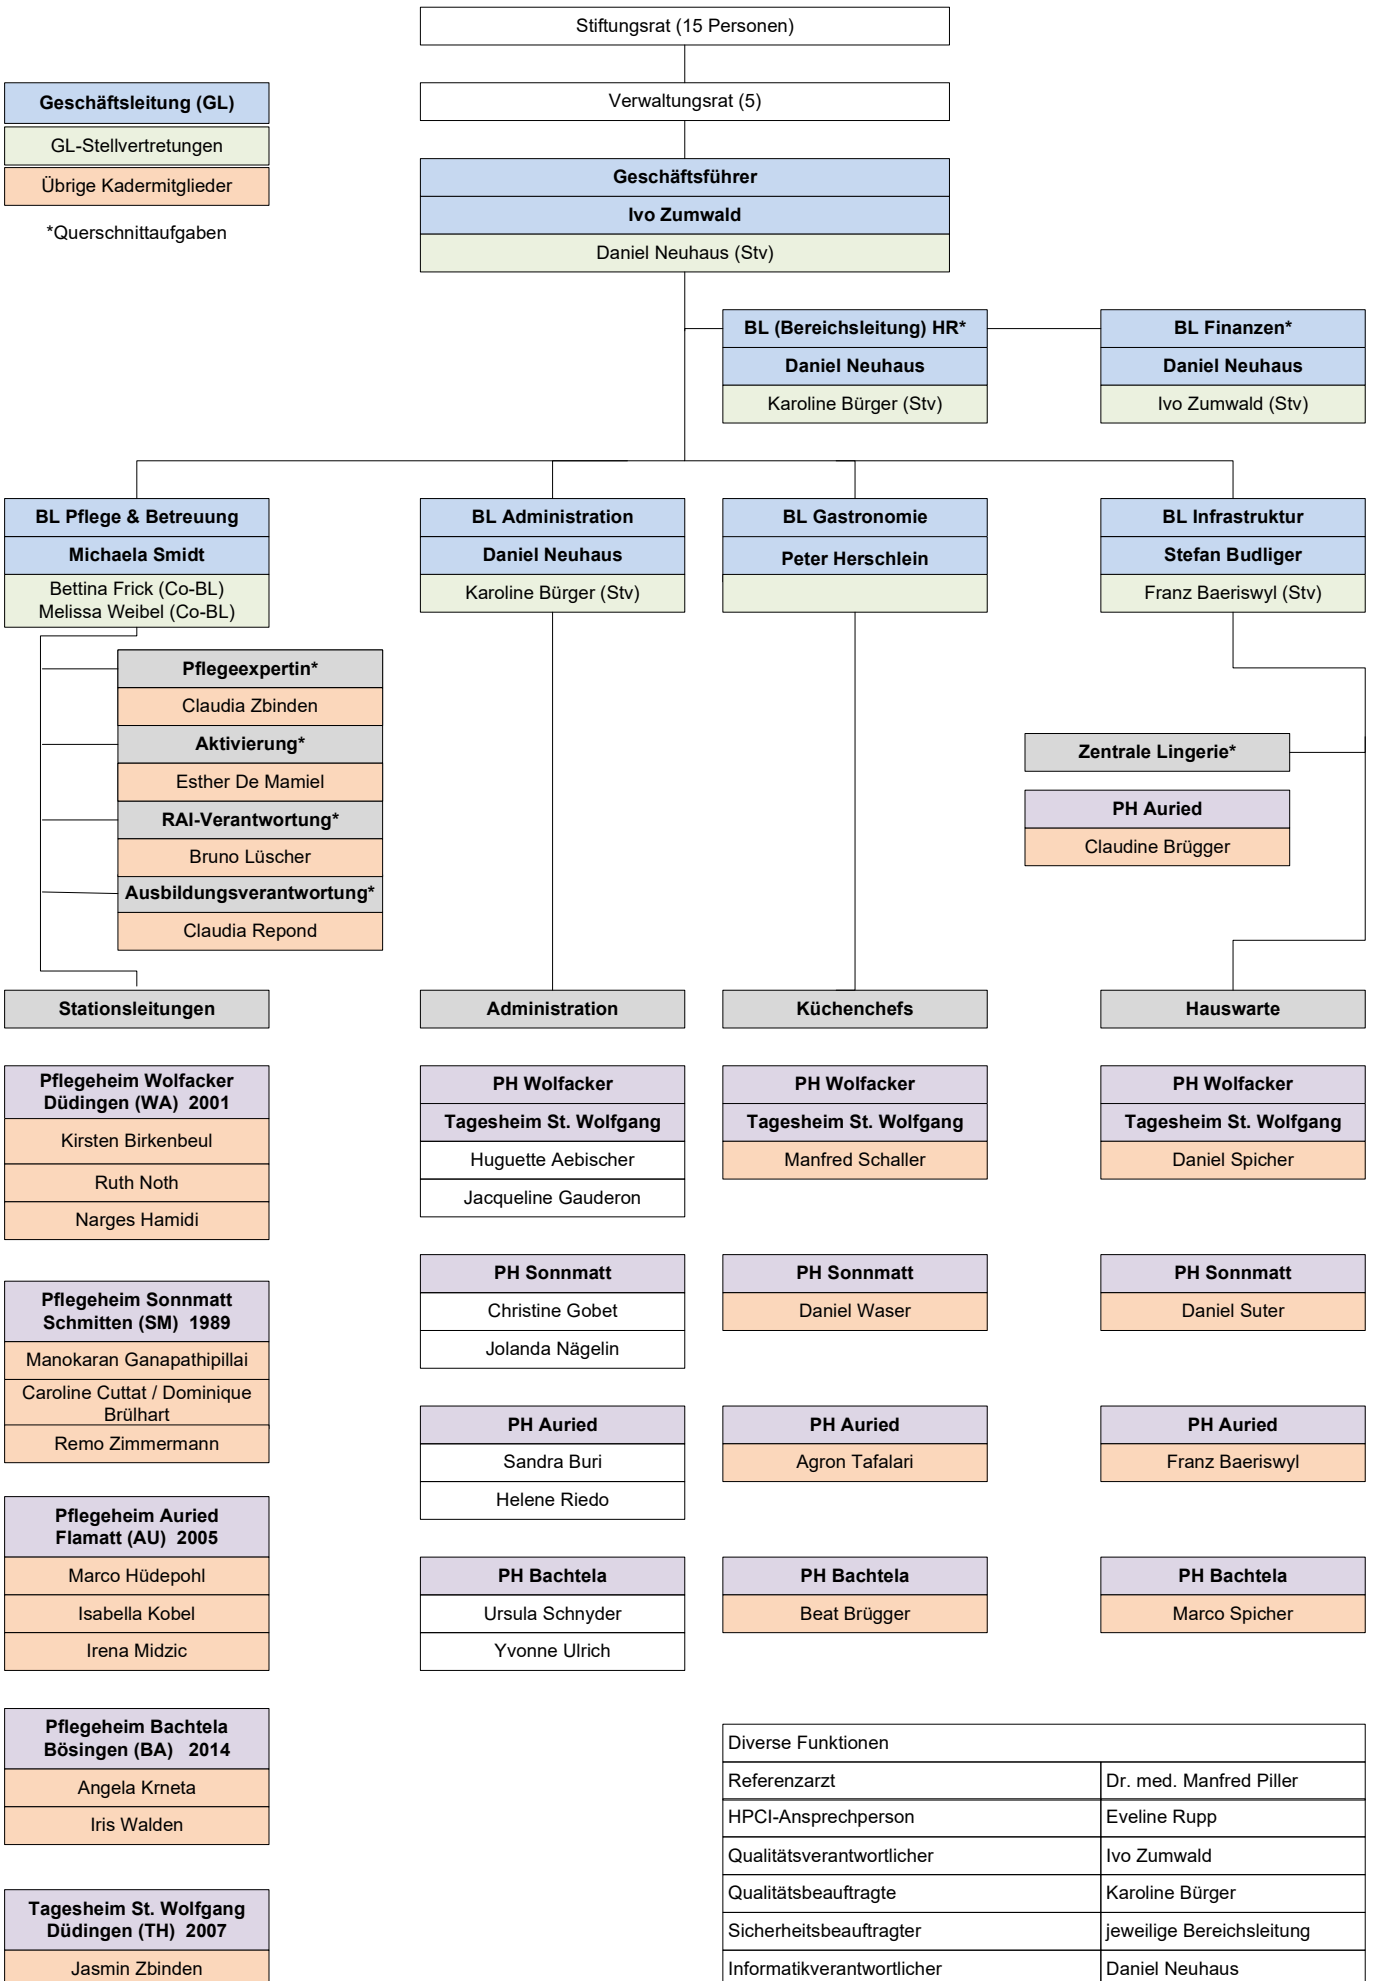 Stiftungsrat (15 Personen)
Verwaltungsrat (5)
Geschäftsleitung (GL)
GL-Stellvertretungen
Übrige Kadermitglieder
*Querschnittaufgaben
Geschäftsführer
Ivo Zumwald
Daniel Neuhaus (Stv)
BL (Bereichsleitung) HR*
Daniel Neuhaus
Karoline Bürger (Stv)
BL Finanzen*
Daniel Neuhaus
Ivo Zumwald (Stv)
BL Pflege & Betreuung
Michaela Smidt
Bettina Frick (Co-BL)
Melissa Weibel (Co-BL)
BL Administration
Daniel Neuhaus
Karoline Bürger (Stv)
BL Gastronomie
Peter Herschlein
BL Infrastruktur
Stefan Budliger
Franz Baeriswyl (Stv)
Pflegeexpertin*
Claudia Zbinden
Aktivierung*
Esther De Mamiel
RAI-Verantwortung*
Bruno Lüscher
Ausbildungsverantwortung*
Claudia Repond
Zentrale Lingerie*
PH Auried
Claudine Brügger
Stationsleitungen
Pflegeheim Wolfacker
Düdingen (WA) 2001
Kirsten Birkenbeul
Ruth Noth
Narges Hamidi
Pflegeheim Sonnmatt
Schmitten (SM) 1989
Manokaran Ganapathipillai
Caroline Cuttat / Dominique
Brülhart
Remo Zimmermann
Pflegeheim Auried
Flamatt (AU) 2005
Marco Hüdepohl
Isabella Kobel
Irena Midzic
Pflegeheim Bachtela
Bösingen (BA) 2014
Angela Krneta
Iris Walden
Tagesheim St. Wolfgang
Düdingen (TH) 2007
Jasmin Zbinden
Administration
PH Wolfacker
Tagesheim St. Wolfgang
Huguette Aebischer
Jacqueline Gauderon
PH Sonnmatt
Christine Gobet
Jolanda Nägelin
PH Auried
Sandra Buri
Helene Riedo
PH Bachtela
Ursula Schnyder
Yvonne Ulrich
Küchenchefs
PH Wolfacker
Tagesheim St. Wolfgang
Manfred Schaller
PH Sonnmatt
Daniel Waser
PH Auried
Agron Tafalari
PH Bachtela
Beat Brügger
Hauswarte
PH Wolfacker
Tagesheim St. Wolfgang
Daniel Spicher
PH Sonnmatt
Daniel Suter
PH Auried
Franz Baeriswyl
PH Bachtela
Marco Spicher
Diverse Funktionen
Referenzarzt Dr. med. Manfred Piller
HPCI-Ansprechperson Eveline Rupp
Qualitätsverantwortlicher Ivo Zumwald
Qualitätsbeauftragte Karoline Bürger
Sicherheitsbeauftragter jeweilige Bereichsleitung
Informatikverantwortlicher Daniel Neuhaus